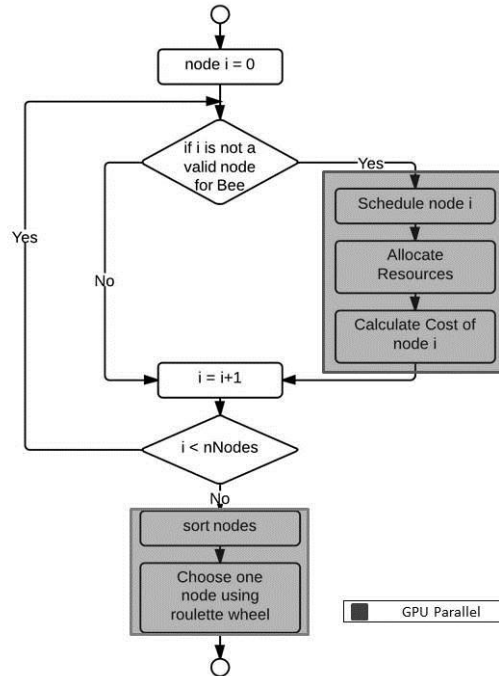 node i = 0
if i is not a
valid node
for Bee
Yes
Schedule node i
Yes
Allocate
Resources
No
Calculate Cost of
node i
i = i+1
i < nNodes
No
sort nodes
Choose one
node using
roulette wheel
GPU Parallel